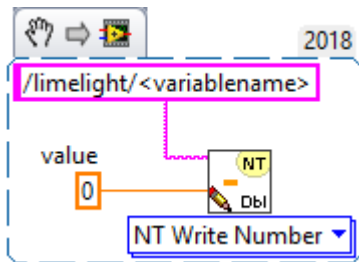 2018
/limelight/<variablename>
value
NT
0
Dbl
NT Write Number